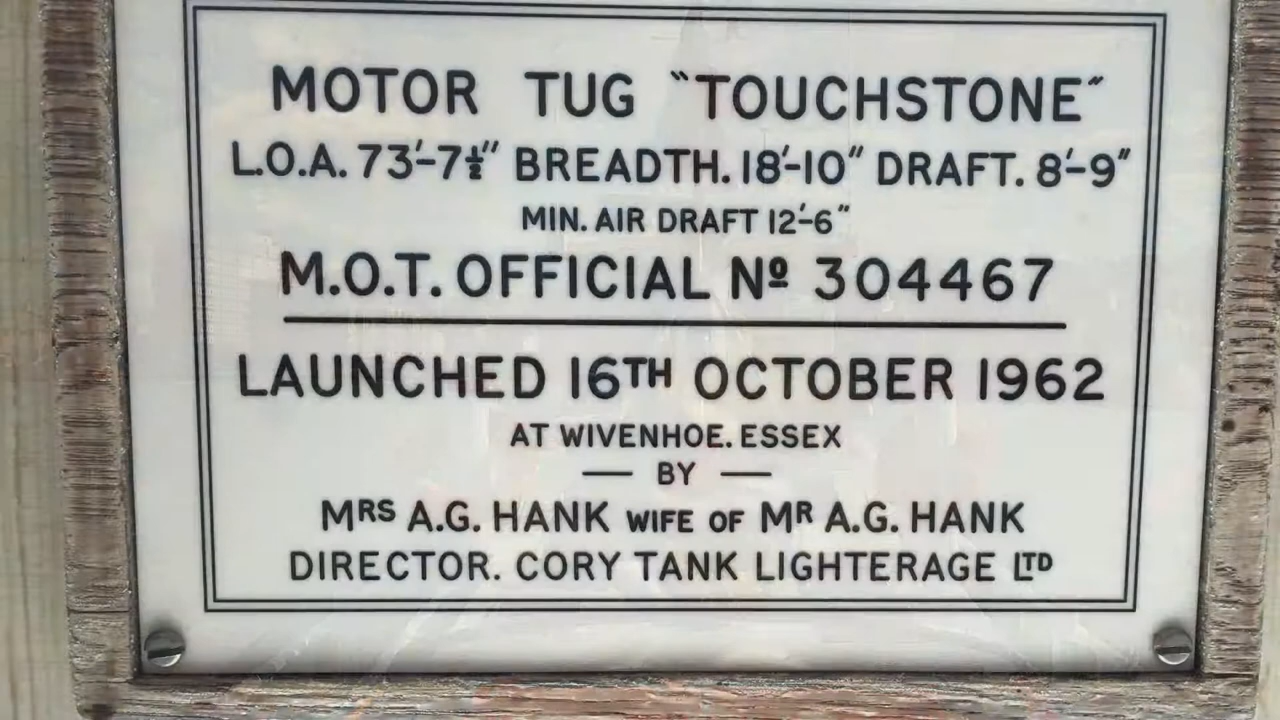 MOTOR TUG "TOUCHSTONE"
L.O.A. 73'-7½" BREADTH. 18'-10" DRAFT. 8'-9"
MIN. AIR DRAFT 12'-6"
M.O.T. OFFICIAL Nº 304467
LAUNCHED 16TH OCTOBER 1962
AT WIVENHOE. ESSEX
— BY —
MRS A.G. HANK WIFE OF MR A.G. HANK
DIRECTOR. CORY TANK LIGHTERAGE LTD